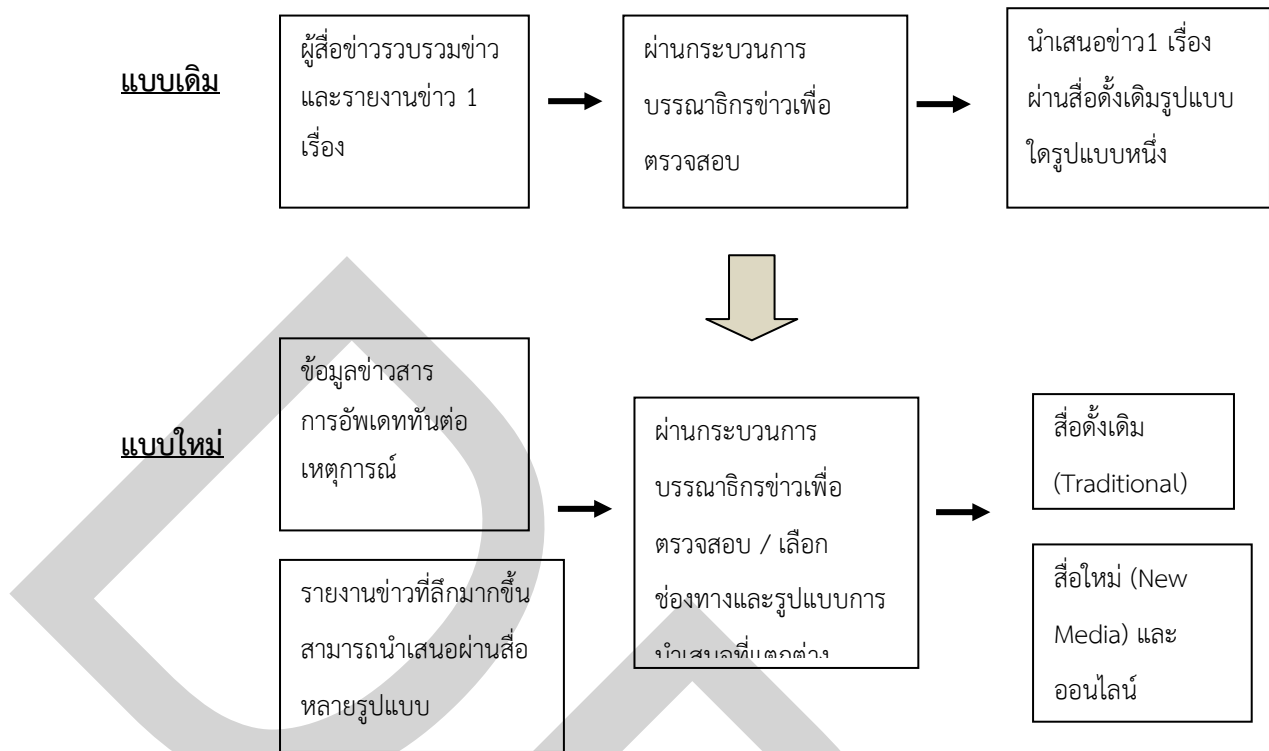 แบบเดิม
ผู้สื่อข่าวรวบรวมข่าว
และรายงานข่าว 1
เรื่อง
ผ่านกระบวนการ
บรรณาธิกรข่าวเพื่อ
ตรวจสอบ
นำเสนอข่าว1 เรื่อง
ผ่านสื่อดั้งเดิมรูปแบบ
ใดรูปแบบหนึ่ง
แบบใหม่
ข้อมูลข่าวสาร
การอัพเดททันต่อ
เหตุการณ์
รายงานข่าวที่ลึกมากขึ้น
สามารถนำเสนอผ่านสื่อ
หลายรูปแบบ
ผ่านกระบวนการ
บรรณาธิกรข่าวเพื่อ
ตรวจสอบ / เลือก
ช่องทางและรูปแบบการ
นำเสนอที่แตกต่าง
สื่อดั้งเดิม
(Traditional)
สื่อใหม่ (New
Media) และ
ออนไลน์